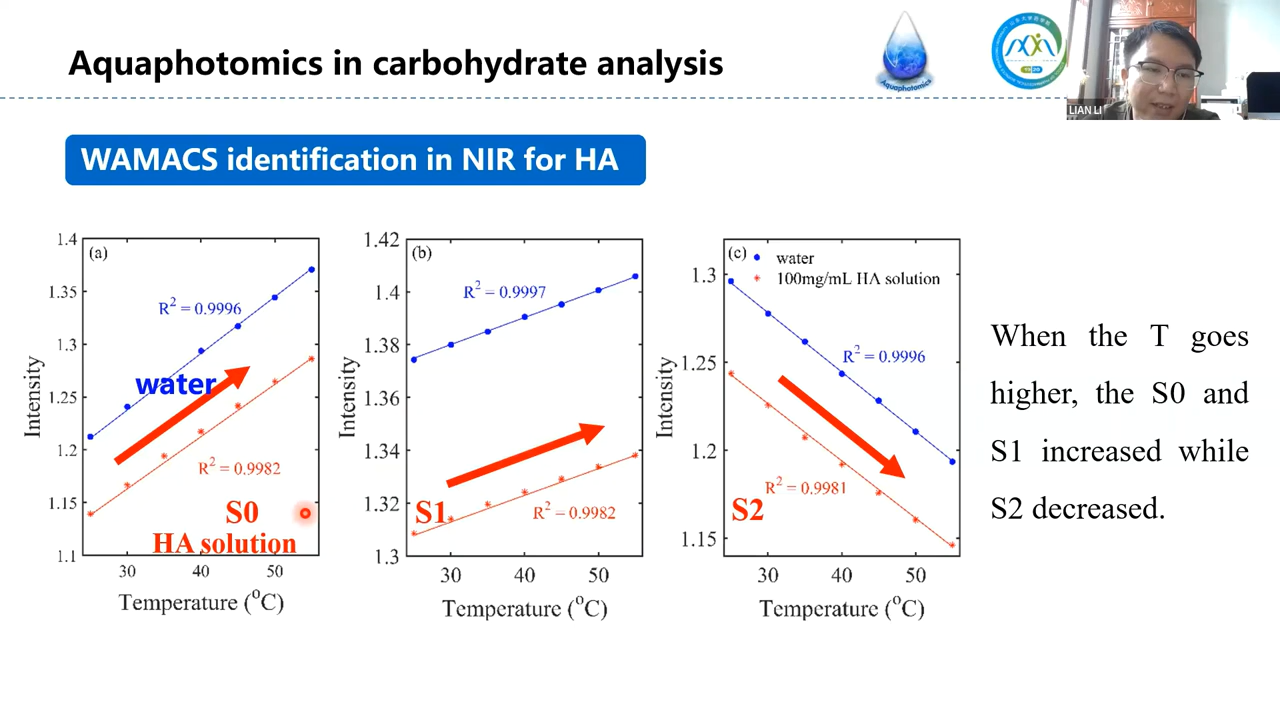 Aquaphotomics in carbohydrate analysis
Aquaphotomics
LIAN LI
WAMACS identification in NIR for HA
(a)
1.4
1.35
1.3
1.25
1.2
1.15
1.1
Intensity
R² = 0.9996
water
R² = 0.9982
S0
HA solution
30
40
50
Temperature (°C)
(b)
1.42
1.4
1.38
1.36
1.34
1.32
1.3
Intensity
R² = 0.9997
S1
R² = 0.9982
30
40
50
Temperature (°C)
(c)
water
100mg/mL HA solution
1.3
1.25
1.2
1.15
Intensity
R² = 0.9996
R² = 0.9981
S2
30
40
50
Temperature (°C)
When the T goes
higher, the S0 and
S1 increased while
S2 decreased.